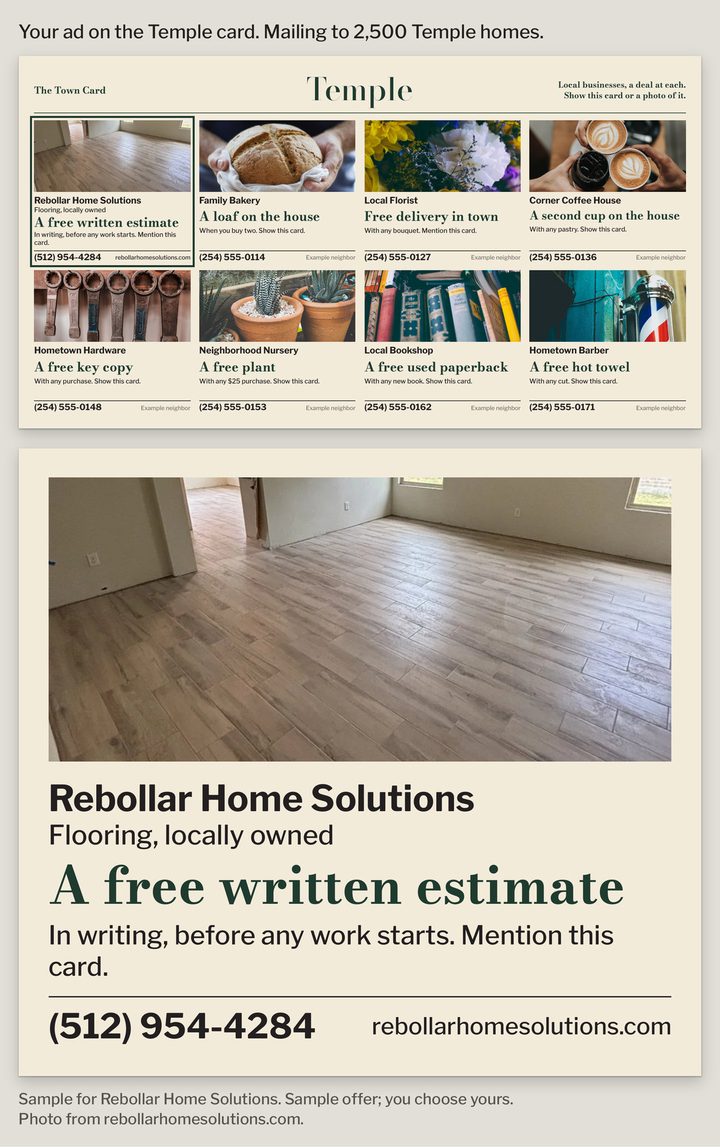 Your ad on the Temple card. Mailing to 2,500 Temple homes.
The Town Card
Temple
Local businesses, a deal at each.
Show this card or a photo of it.
Rebollar Home Solutions
Flooring, locally owned
A free written estimate
In writing, before any work starts. Mention this
card.
(512) 954-4284 rebollarhomesolutions.com
Family Bakery
A loaf on the house
When you buy two. Show this card.
(254) 555-0114 Example neighbor
Local Florist
Free delivery in town
With any bouquet. Mention this card.
(254) 555-0127 Example neighbor
Corner Coffee House
A second cup on the house
With any pastry. Show this card.
(254) 555-0136 Example neighbor
Hometown Hardware
A free key copy
With any purchase. Show this card.
(254) 555-0148 Example neighbor
Neighborhood Nursery
A free plant
With any $25 purchase. Show this card.
(254) 555-0153 Example neighbor
Local Bookshop
A free used paperback
With any new book. Show this card.
(254) 555-0162 Example neighbor
Hometown Barber
A free hot towel
With any cut. Show this card.
(254) 555-0171 Example neighbor
Rebollar Home Solutions
Flooring, locally owned
A free written estimate
In writing, before any work starts. Mention this
card.
(512) 954-4284 rebollarhomesolutions.com
Sample for Rebollar Home Solutions. Sample offer; you choose yours.
Photo from rebollarhomesolutions.com.